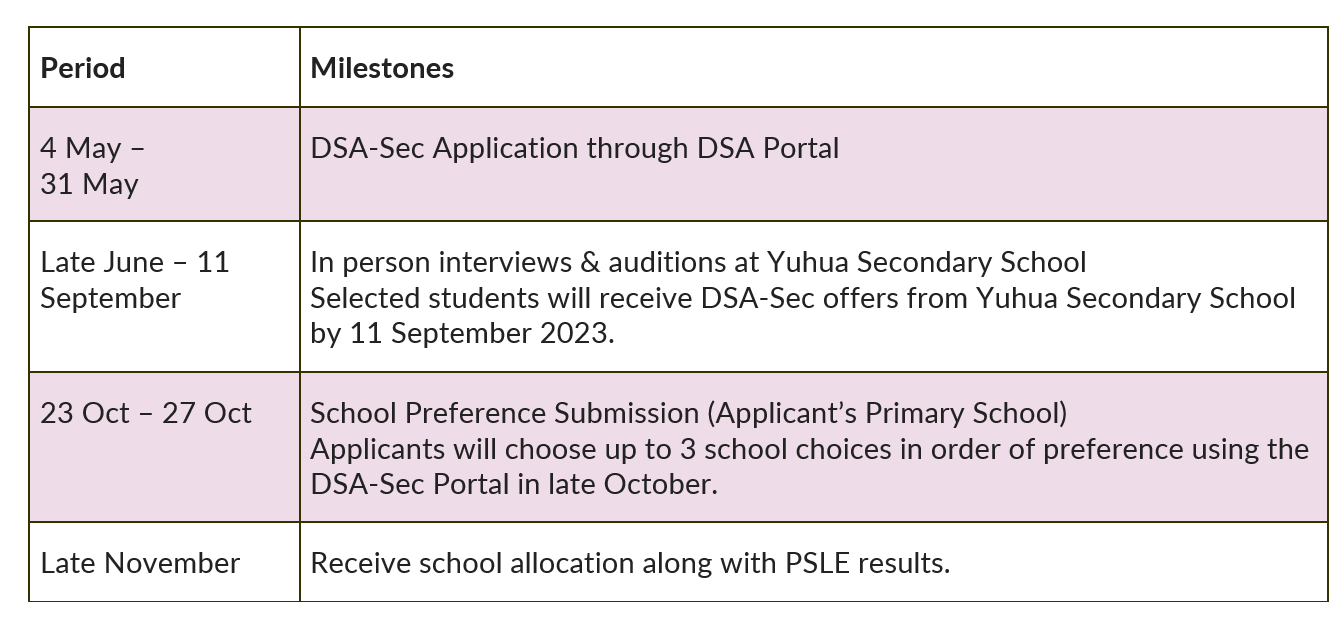 Period
Milestones
4 May –
31 May
DSA-Sec Application through DSA Portal
Late June – 11
September
In person interviews & auditions at Yuhua Secondary School
Selected students will receive DSA-Sec offers from Yuhua Secondary School
by 11 September 2023.
23 Oct – 27 Oct
School Preference Submission (Applicant’s Primary School)
Applicants will choose up to 3 school choices in order of preference using the
DSA-Sec Portal in late October.
Late November
Receive school allocation along with PSLE results.